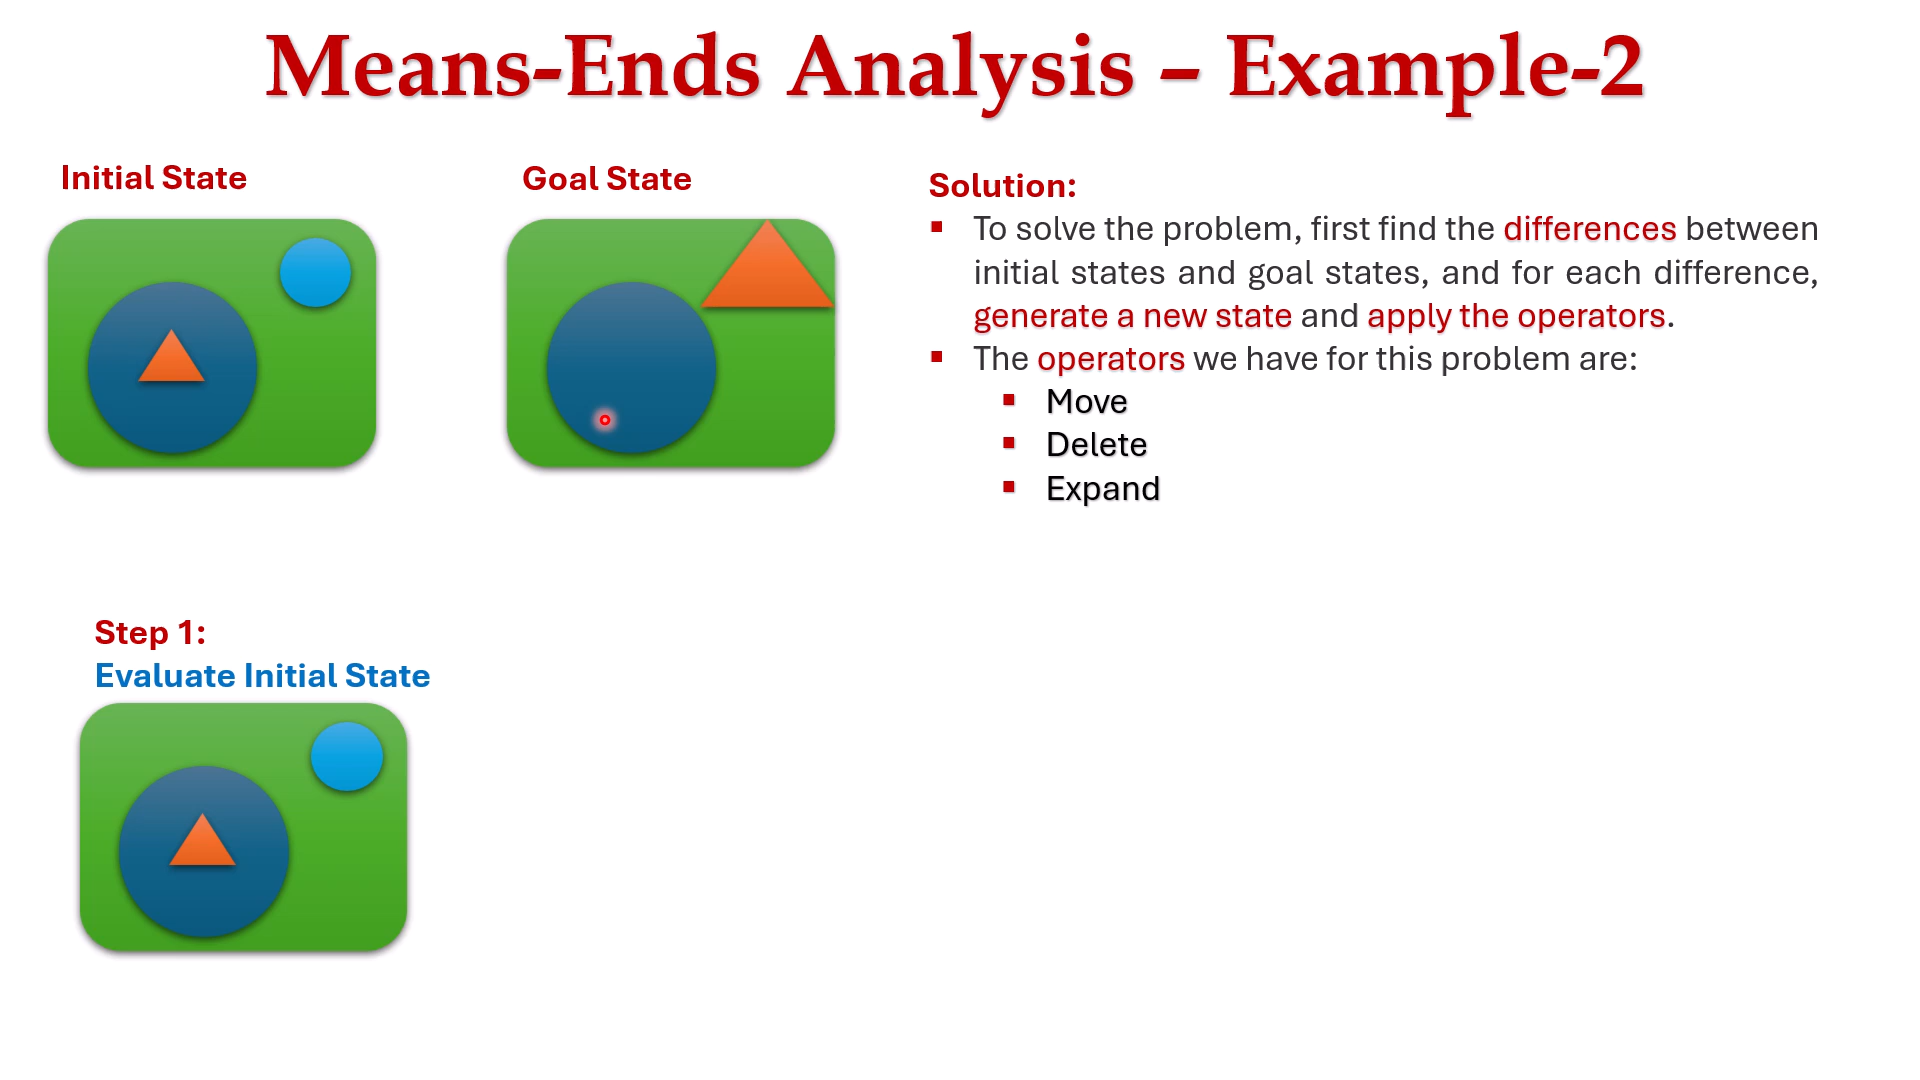 Means-Ends Analysis – Example-2
Initial State
Goal State
Solution:
▪ To solve the problem, first find the differences between
initial states and goal states, and for each difference,
generate a new state and apply the operators.
▪ The operators we have for this problem are:
▪ Move
▪ Delete
▪ Expand
Step 1:
Evaluate Initial State